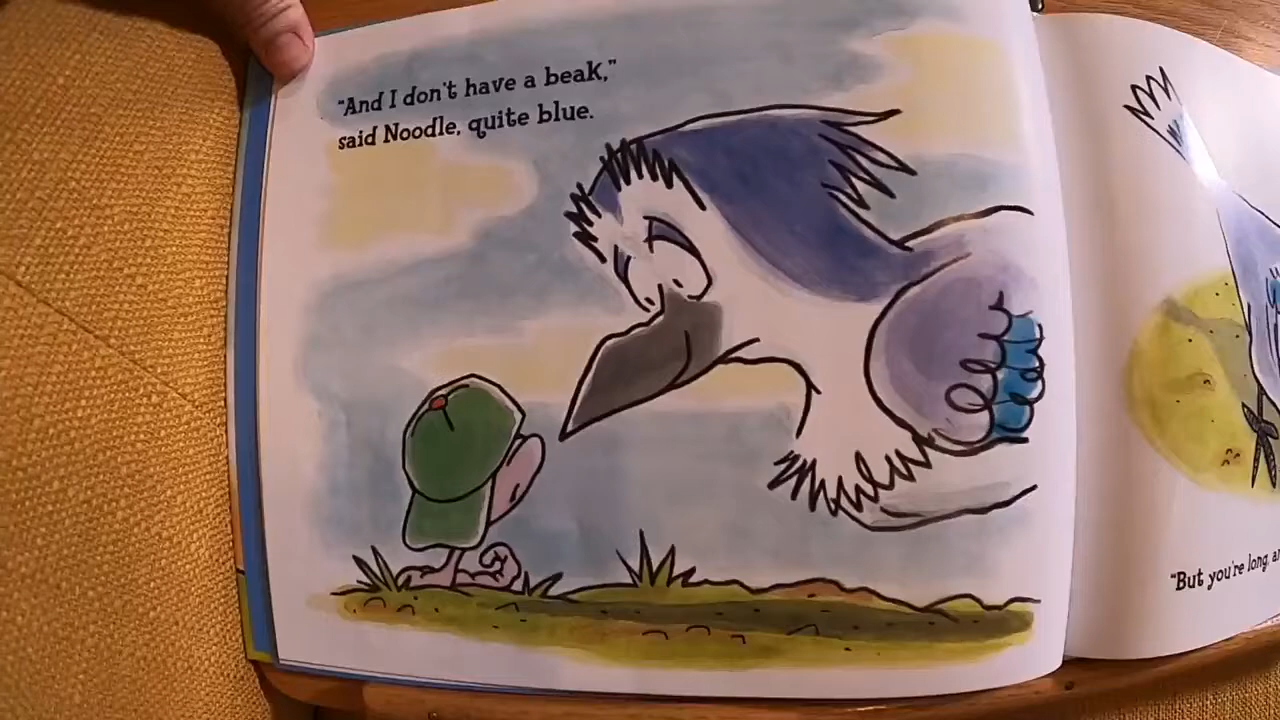 "And I don't have a beak,"
said Noodle, quite blue.
"But you're long,